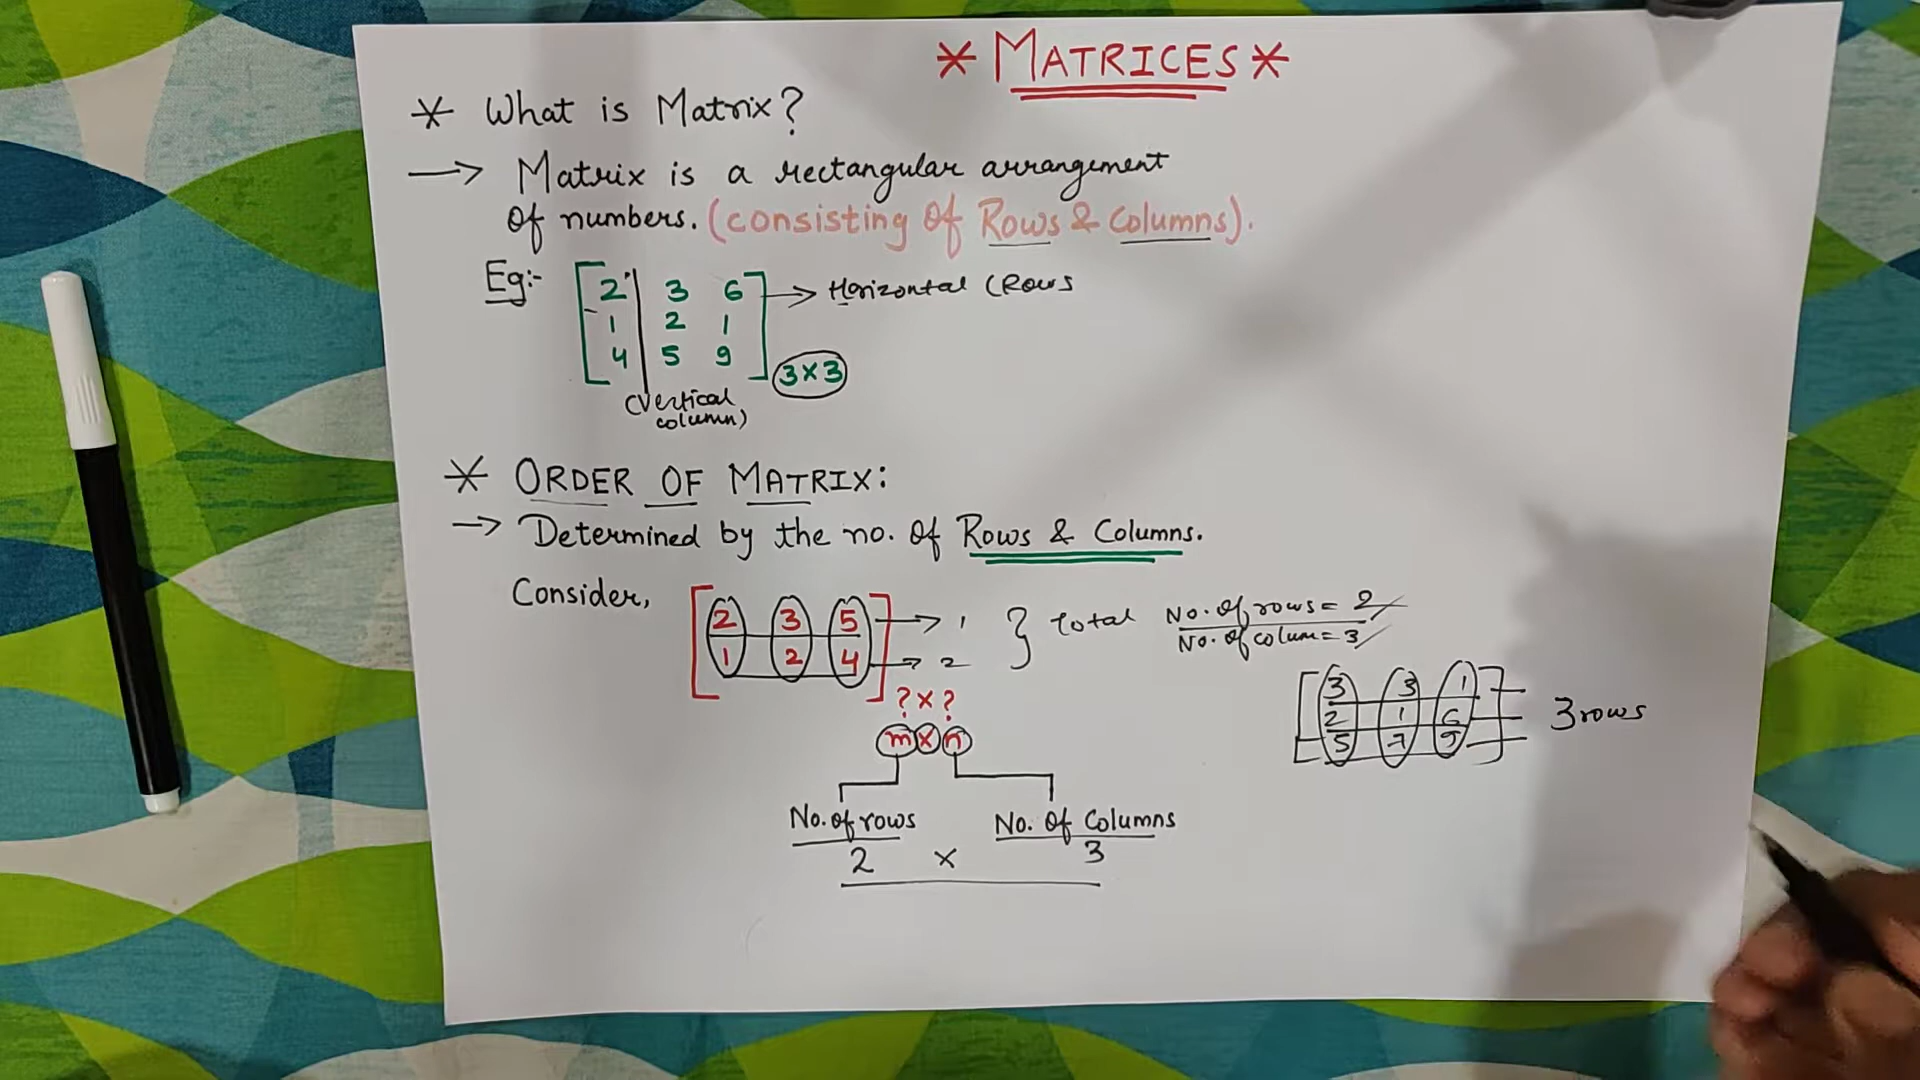 * MATRICES *
* What is Matrix?
→ Matrix is a rectangular arrangement
of numbers. (consisting of Rows & Columns).
Eg:- [2 3 6] → Horizontal (Rows
1 2 1
4 5 9
3×3
(Vertical
column)
* ORDER OF MATRIX:
→ Determined by the no. of Rows & Columns.
Consider, [2 3 5] → 1 } total No. of rows = 2
1 2 4 → 2 No. of colum = 3
? × ?
m × n
3 3 1
2 1 6
5 7 9
3 rows
No. of rows No. of Columns
2 × 3